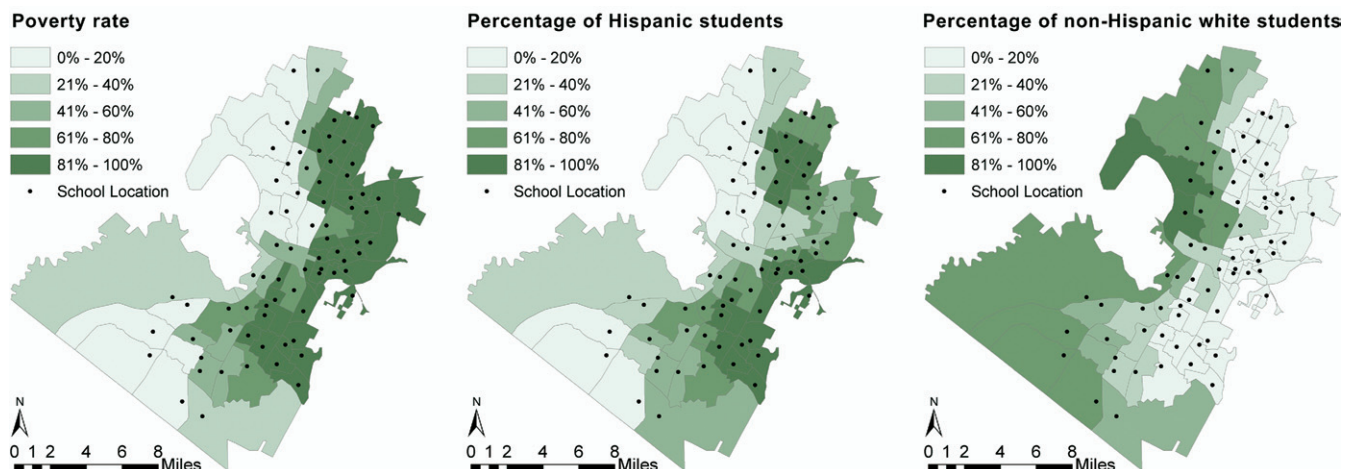 Poverty rate
0% - 20%
21% - 40%
41% - 60%
61% - 80%
81% - 100%
School Location
N
0 1 2 4 6 8
Miles
Percentage of Hispanic students
0% - 20%
21% - 40%
41% - 60%
61% - 80%
81% - 100%
School Location
N
0 1 2 4 6 8
Miles
Percentage of non-Hispanic white students
0% - 20%
21% - 40%
41% - 60%
61% - 80%
81% - 100%
School Location
N
0 1 2 4 6 8
Miles